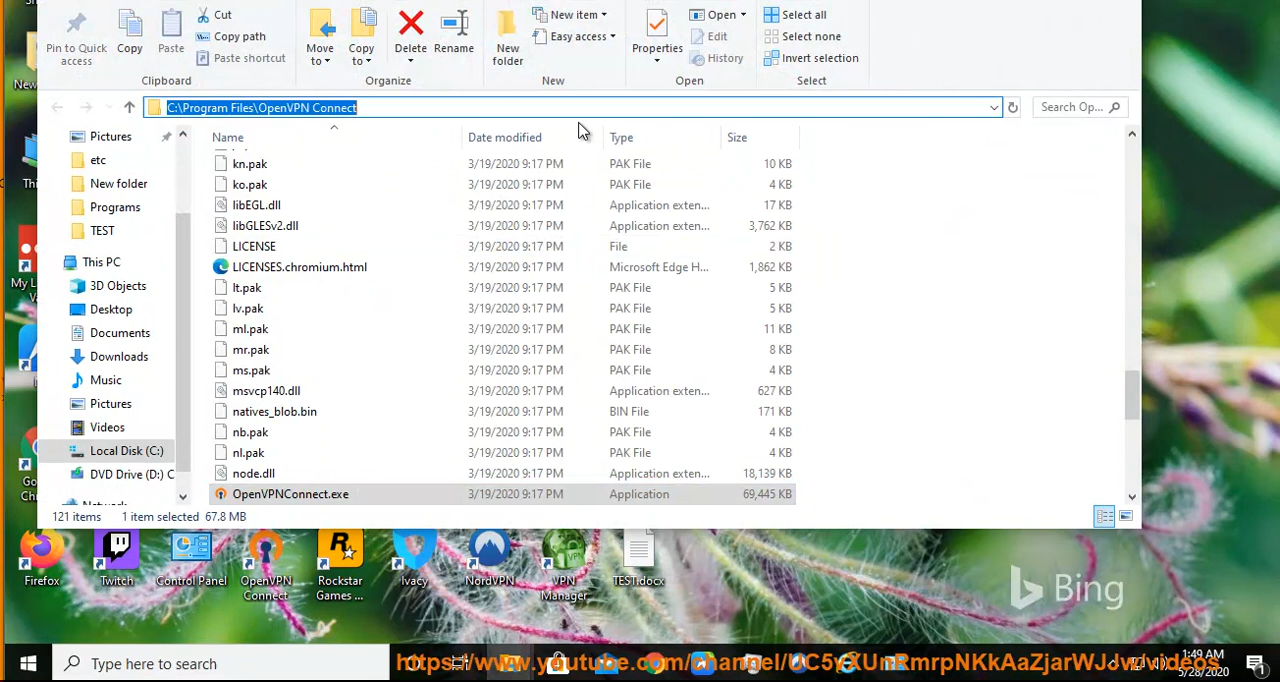 Pin to Quick access
Copy
Paste
Cut
Copy path
Paste shortcut
Clipboard
Move to
Copy to
Delete
Rename
Organize
New folder
New item
Easy access
New
Properties
Open
Edit
History
Open
Select all
Select none
Invert selection
Select
C:\Program Files\OpenVPN Connect
Search Op...
Name Date modified Type Size
Pictures
etc
New folder
Programs
TEST
This PC
3D Objects
Desktop
Documents
Downloads
Music
Pictures
Videos
Local Disk (C:)
DVD Drive (D:) C
kn.pak 3/19/2020 9:17 PM PAK File 10 KB
ko.pak 3/19/2020 9:17 PM PAK File 4 KB
libEGL.dll 3/19/2020 9:17 PM Application exten... 17 KB
libGLESv2.dll 3/19/2020 9:17 PM Application exten... 3,762 KB
LICENSE 3/19/2020 9:17 PM File 2 KB
LICENSES.chromium.html 3/19/2020 9:17 PM Microsoft Edge H... 1,862 KB
lt.pak 3/19/2020 9:17 PM PAK File 5 KB
lv.pak 3/19/2020 9:17 PM PAK File 5 KB
ml.pak 3/19/2020 9:17 PM PAK File 11 KB
mr.pak 3/19/2020 9:17 PM PAK File 8 KB
ms.pak 3/19/2020 9:17 PM PAK File 4 KB
msvcp140.dll 3/19/2020 9:17 PM Application exten... 627 KB
natives_blob.bin 3/19/2020 9:17 PM BIN File 171 KB
nb.pak 3/19/2020 9:17 PM PAK File 4 KB
nl.pak 3/19/2020 9:17 PM PAK File 4 KB
node.dll 3/19/2020 9:17 PM Application exten... 18,139 KB
OpenVPNConnect.exe 3/19/2020 9:17 PM Application 69,445 KB
121 items 1 item selected 67.8 MB
Firefox
Twitch
Control Panel
OpenVPN Connect
Rockstar Games ...
Ivacy
NordVPN
VPN Manager
TEST.docx
Bing
Type here to search
1:49 AM
5/28/2020